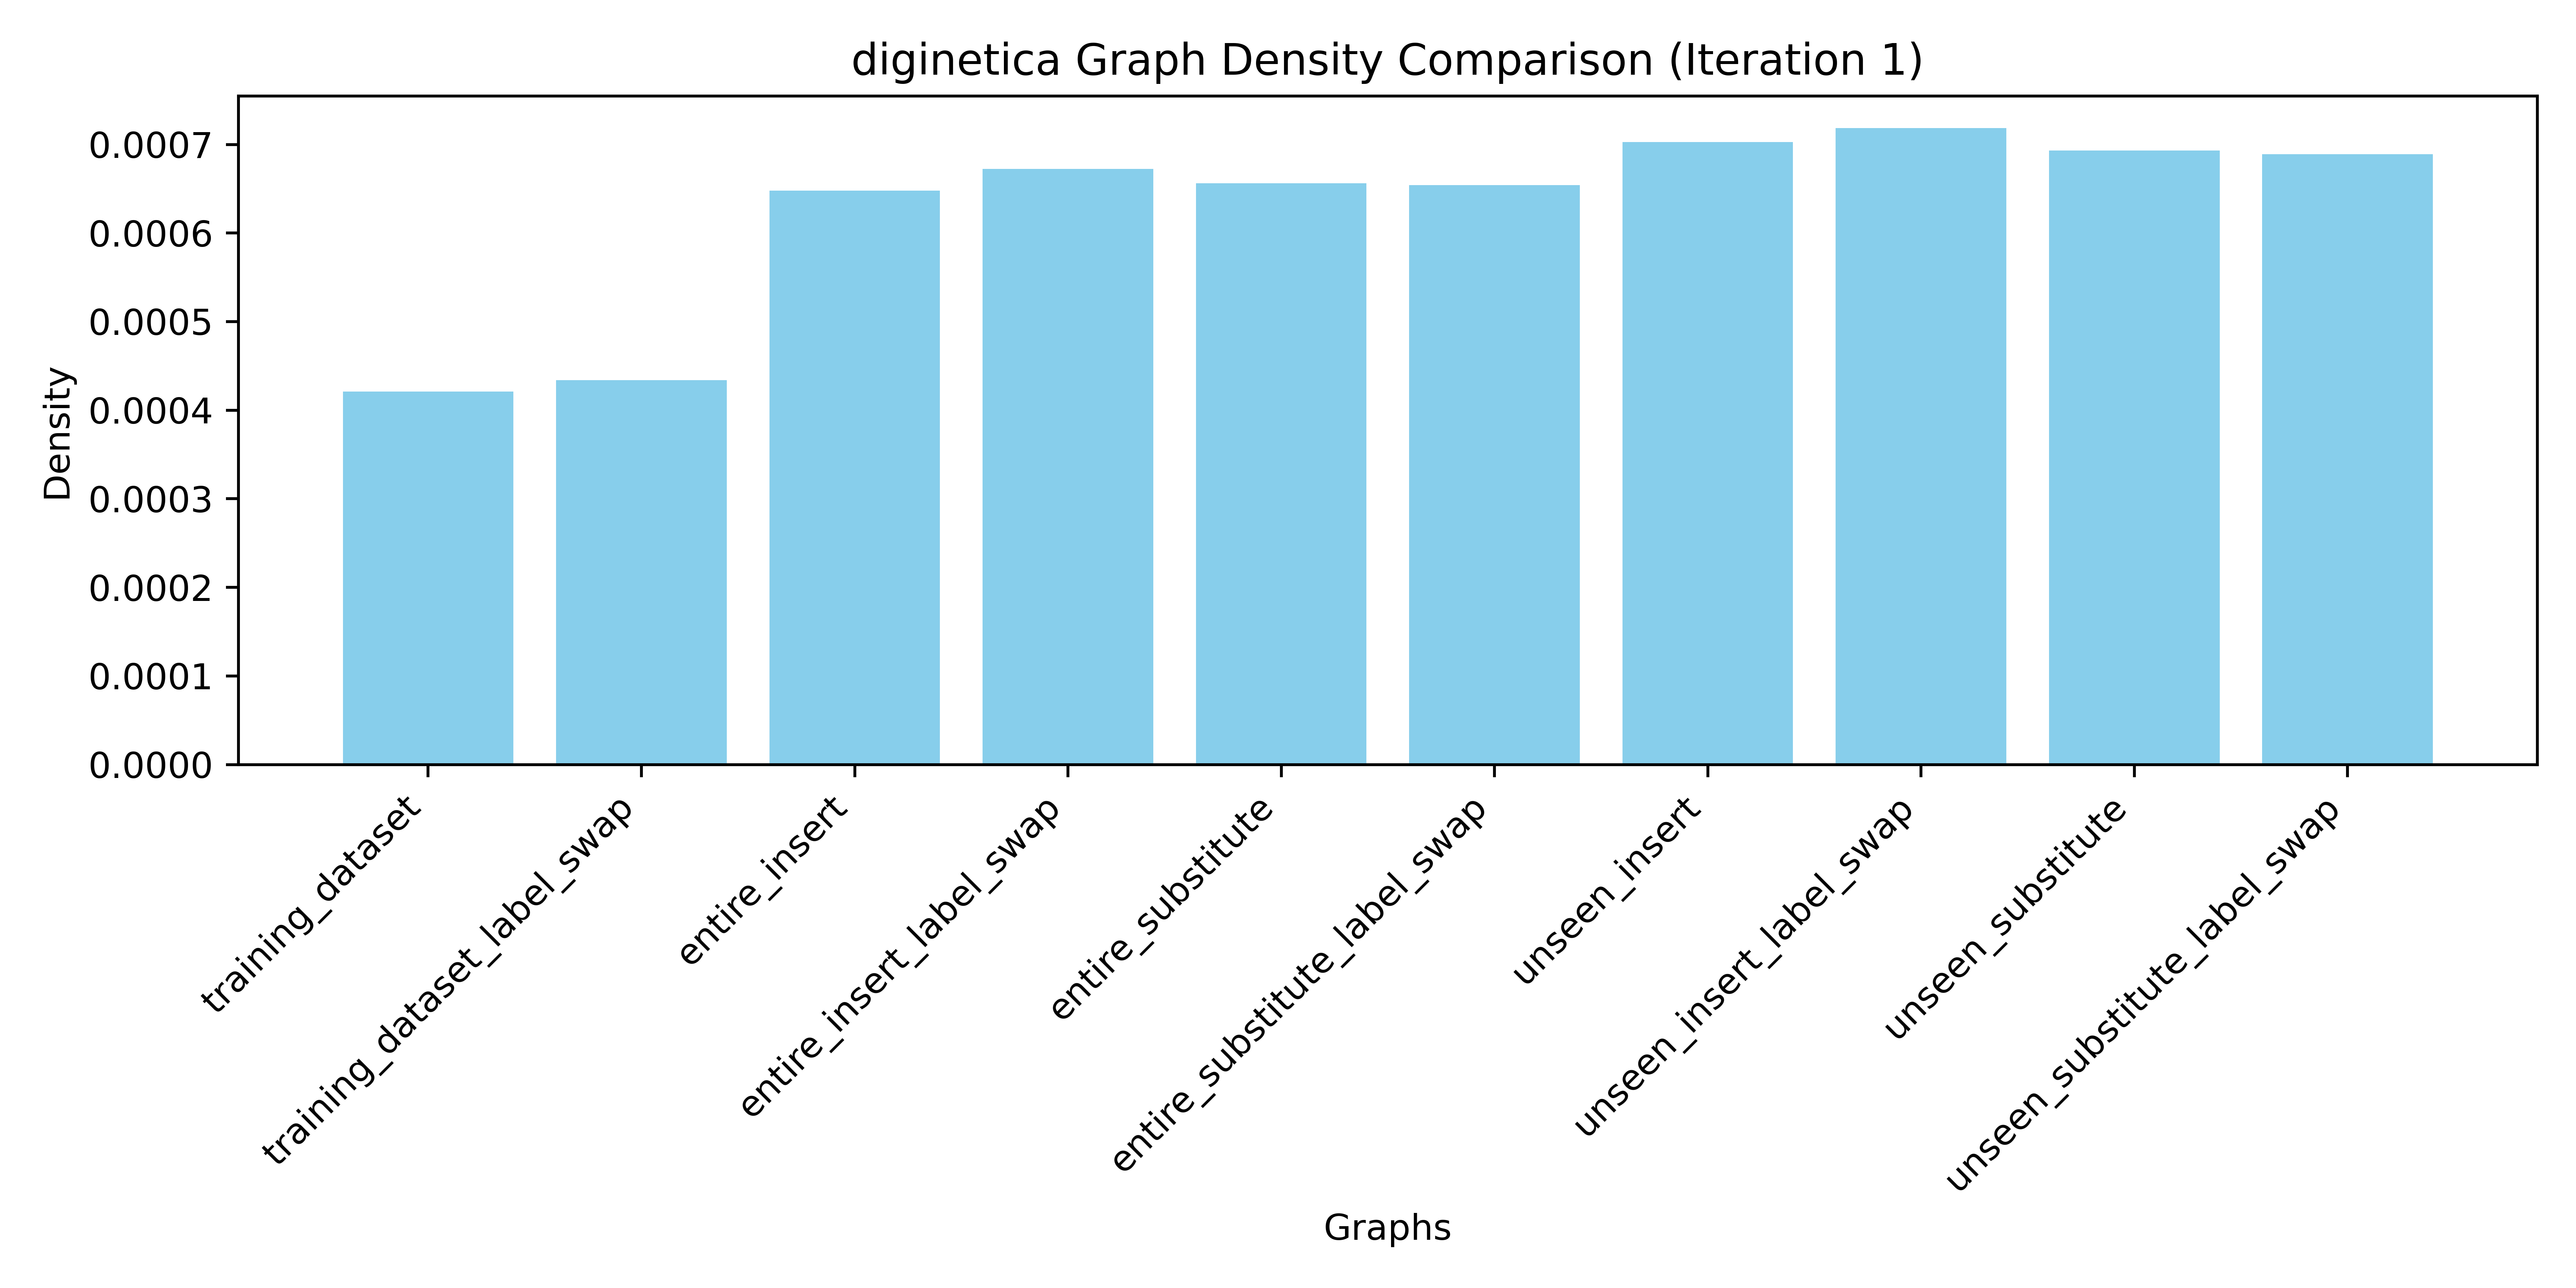 diginetica Graph Density Comparison (Iteration 1)
Density
0.0007
0.0006
0.0005
0.0004
0.0003
0.0002
0.0001
0.0000
training_dataset
training_dataset_label_swap
entire_insert
entire_insert_label_swap
entire_substitute
entire_substitute_label_swap
unseen_insert
unseen_insert_label_swap
unseen_substitute
unseen_substitute_label_swap
Graphs